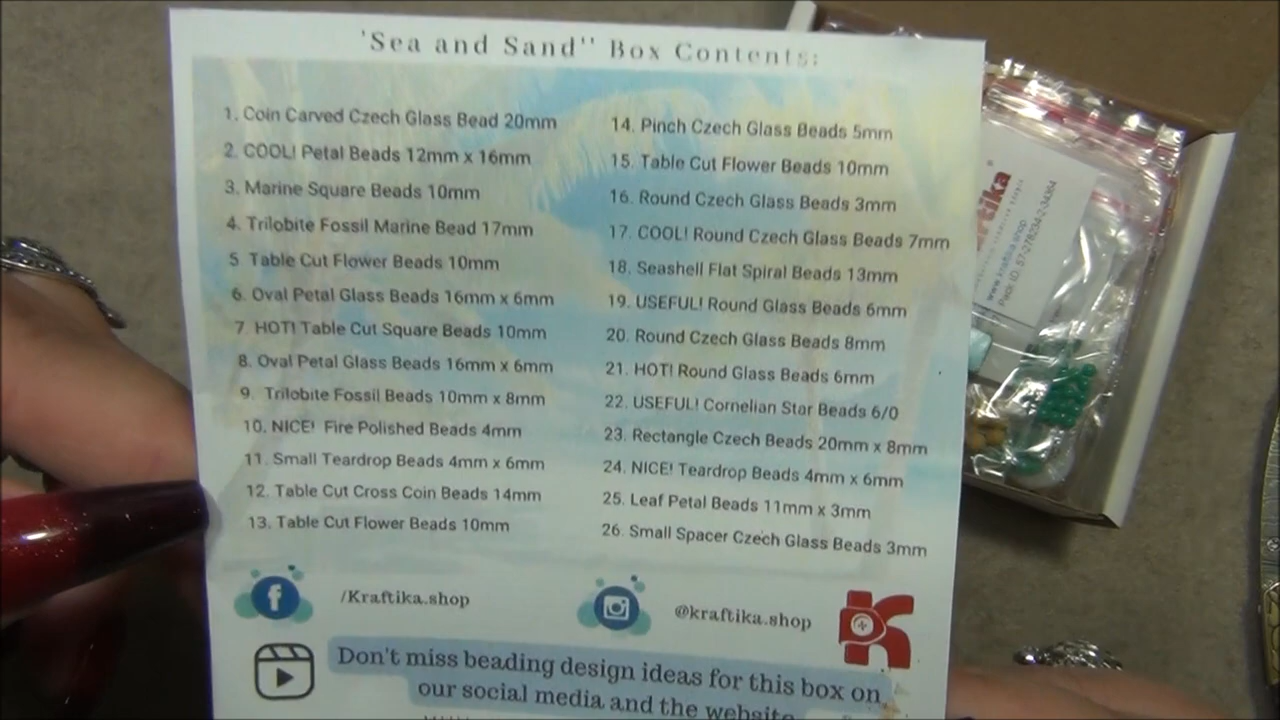 'Sea and Sand" Box Contents:
1. Coin Carved Czech Glass Bead 20mm
2. COOL! Petal Beads 12mm x 16mm
3. Marine Square Beads 10mm
4. Trilobite Fossil Marine Bead 17mm
5 Table Cut Flower Beads 10mm
6. Oval Petal Glass Beads 16mm x 6mm
7. HOT! Table Cut Square Beads 10mm
8. Oval Petal Glass Beads 16mm x 6mm
9. Trilobite Fossil Beads 10mm x 8mm
10. NICE! Fire Polished Beads 4mm
11. Small Teardrop Beads 4mm x 6mm
12. Table Cut Cross Coin Beads 14mm
13. Table Cut Flower Beads 10mm
14. Pinch Czech Glass Beads 5mm
15. Table Cut Flower Beads 10mm
16. Round Czech Glass Beads 3mm
17. COOL! Round Czech Glass Beads 7mm
18. Seashell Flat Spiral Beads 13mm
19. USEFUL! Round Glass Beads 6mm
20. Round Czech Glass Beads 8mm
21. HOT! Round Glass Beads 6mm
22. USEFUL! Cornelian Star Beads 6/0
23. Rectangle Czech Beads 20mm x 8mm
24. NICE! Teardrop Beads 4mm x 6mm
25. Leaf Petal Beads 11mm x 3mm
26. Small Spacer Czech Glass Beads 3mm
/Kraftika.shop
@kraftika.shop
Don't miss beading design ideas for this box on
our social media and the website
aftika
www.kraftika.shop